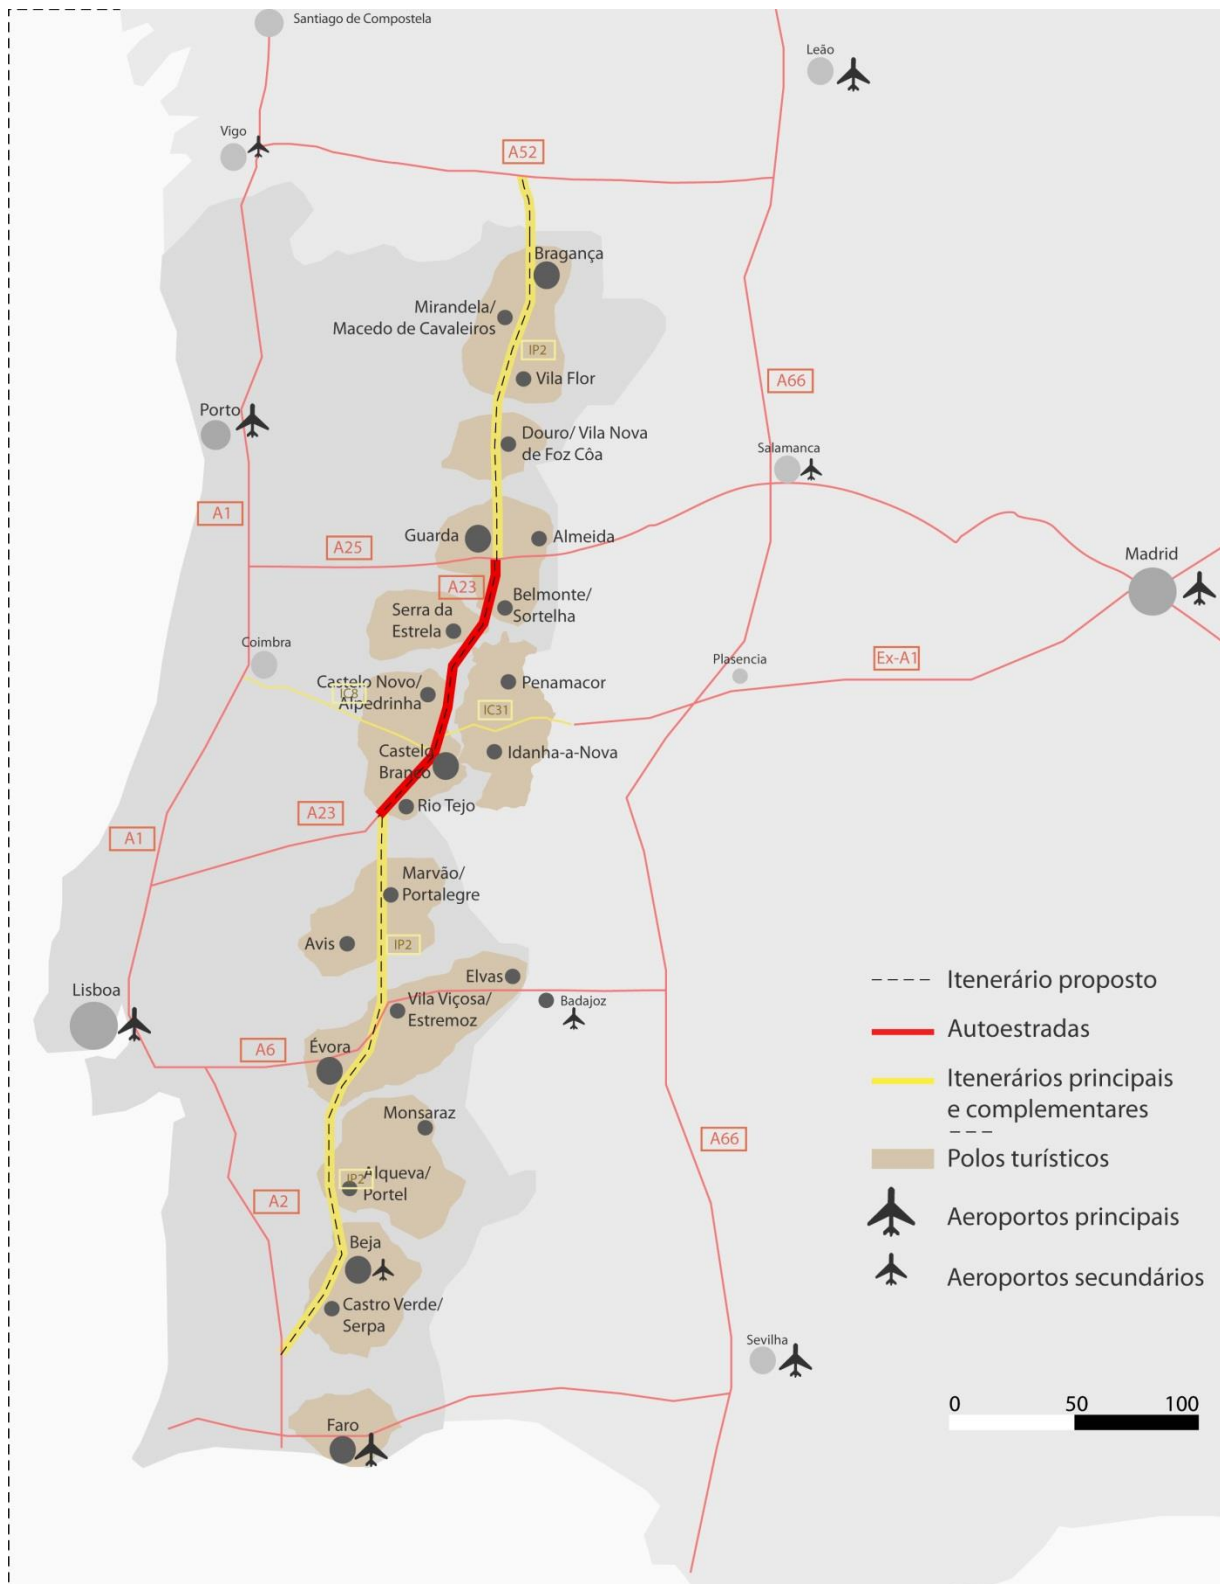 Santiago de Compostela
Leão
Vigo
A52
Bragança
Mirandela/
Macedo de Cavaleiros
IP2
Vila Flor
A66
Porto
Douro/ Vila Nova
de Foz Côa
Salamanca
A1
Guarda
Almeida
A25
Madrid
A23
Belmonte/
Sortelha
Serra da
Estrela
Coimbra
Plasencia
Ex-A1
Castelo Novo/
Alpedrinha
IC8
Penamacor
IC31
Castelo
Branco
Idanha-a-Nova
Rio Tejo
A23
A1
Marvão/
Portalegre
Avis
IP2
Elvas
Lisboa
Vila Viçosa/
Estremoz
Badajoz
A6
Évora
Monsaraz
A66
Alqueva/
Portel
IP2
A2
Beja
Castro Verde/
Serpa
Sevilha
Faro
Itenerário proposto
Autoestradas
Itenerários principais
e complementares
Polos turísticos
Aeroportos principais
Aeroportos secundários
0 50 100